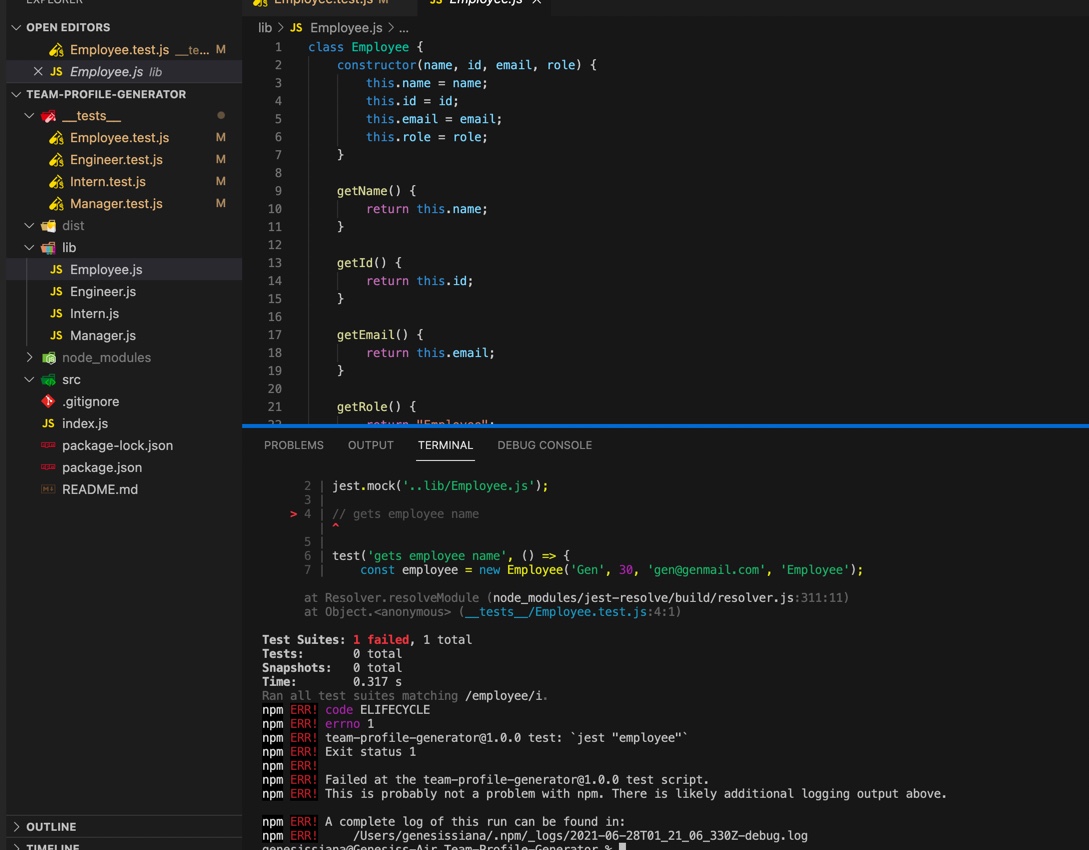 EXPLORER
OPEN EDITORS
Employee.test.js __te... M
JS Employee.js lib
TEAM-PROFILE-GENERATOR
__tests__
Employee.test.js M
Engineer.test.js M
Intern.test.js M
Manager.test.js M
dist
lib
JS Employee.js
JS Engineer.js
JS Intern.js
JS Manager.js
node_modules
src
.gitignore
JS index.js
package-lock.json
package.json
README.md
OUTLINE
TIMELINE
Employee.test.js M JS Employee.js
lib > JS Employee.js > ...
1 class Employee {
2 constructor(name, id, email, role) {
3 this.name = name;
4 this.id = id;
5 this.email = email;
6 this.role = role;
7 }
8
9 getName() {
10 return this.name;
11 }
12
13 getId() {
14 return this.id;
15 }
16
17 getEmail() {
18 return this.email;
19 }
20
21 getRole() {
22 return "Employee";
PROBLEMS OUTPUT TERMINAL DEBUG CONSOLE
2 | jest.mock('..lib/Employee.js');
3 |
> 4 | // gets employee name
| ^
5 |
6 | test('gets employee name', () => {
7 | const employee = new Employee('Gen', 30, 'gen@genmail.com', 'Employee');
at Resolver.resolveModule (node_modules/jest-resolve/build/resolver.js:311:11)
at Object.<anonymous> (__tests__/Employee.test.js:4:1)
Test Suites: 1 failed, 1 total
Tests: 0 total
Snapshots: 0 total
Time: 0.317 s
Ran all test suites matching /employee/i.
npm ERR! code ELIFECYCLE
npm ERR! errno 1
npm ERR! team-profile-generator@1.0.0 test: `jest "employee"`
npm ERR! Exit status 1
npm ERR!
npm ERR! Failed at the team-profile-generator@1.0.0 test script.
npm ERR! This is probably not a problem with npm. There is likely additional logging output above.
npm ERR! A complete log of this run can be found in:
npm ERR! /Users/genesissiana/.npm/_logs/2021-06-28T01_21_06_330Z-debug.log
genesissiana@Genesiss-Air Team-Profile-Generator %